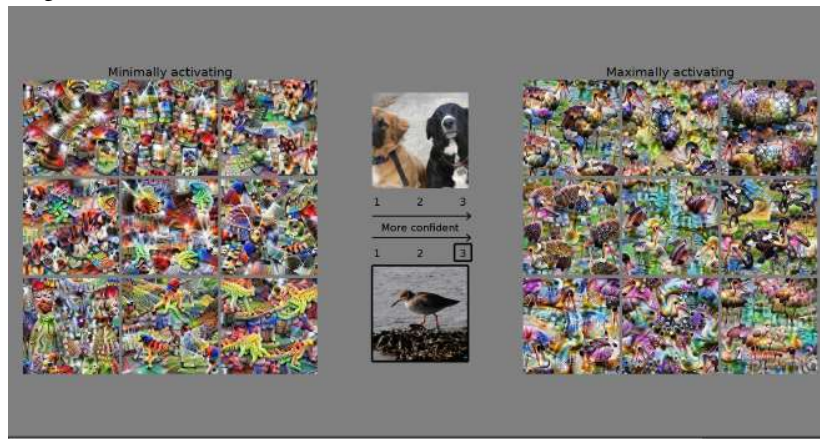 Minimally activating
Maximally activating
1 2 3
More confident
1 2 3